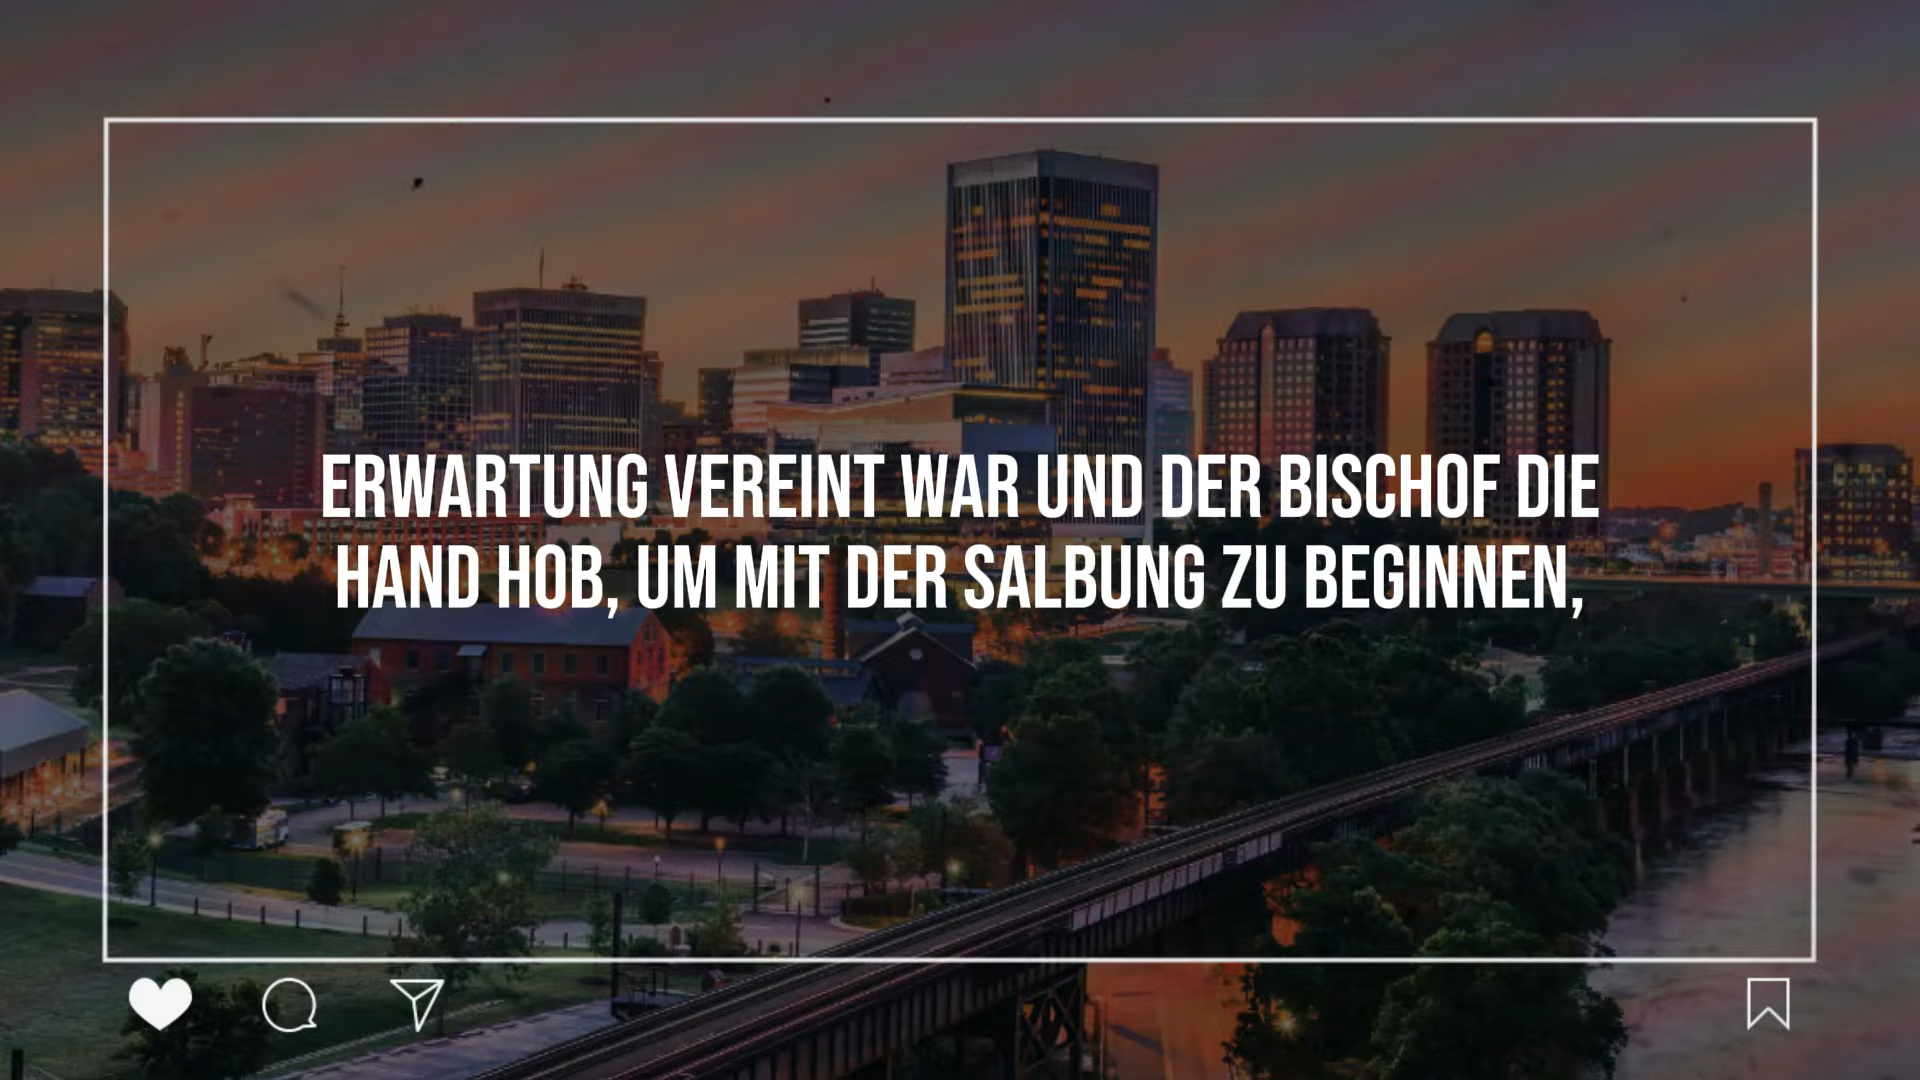 ERWARTUNG VEREINT WAR UND DER BISCHOF DIE
HAND HOB, UM MIT DER SALBUNG ZU BEGINNEN,